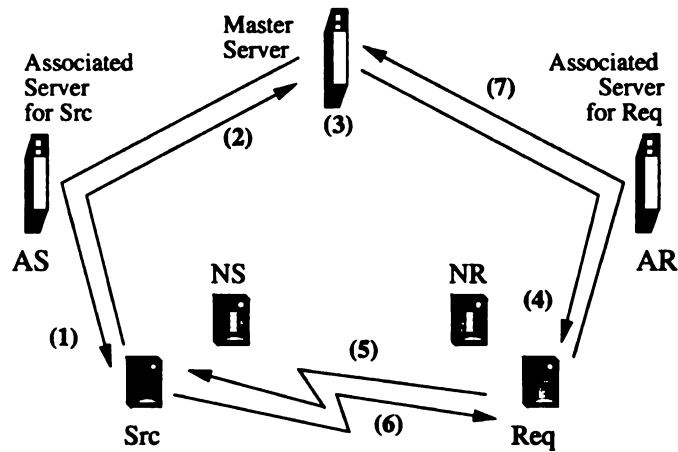 Master
Server
Associated
Server
for Src
Associated
Server
for Req
(7)
(2)
(3)
AS
AR
NS
NR
(4)
(1)
(5)
(6)
Src
Req